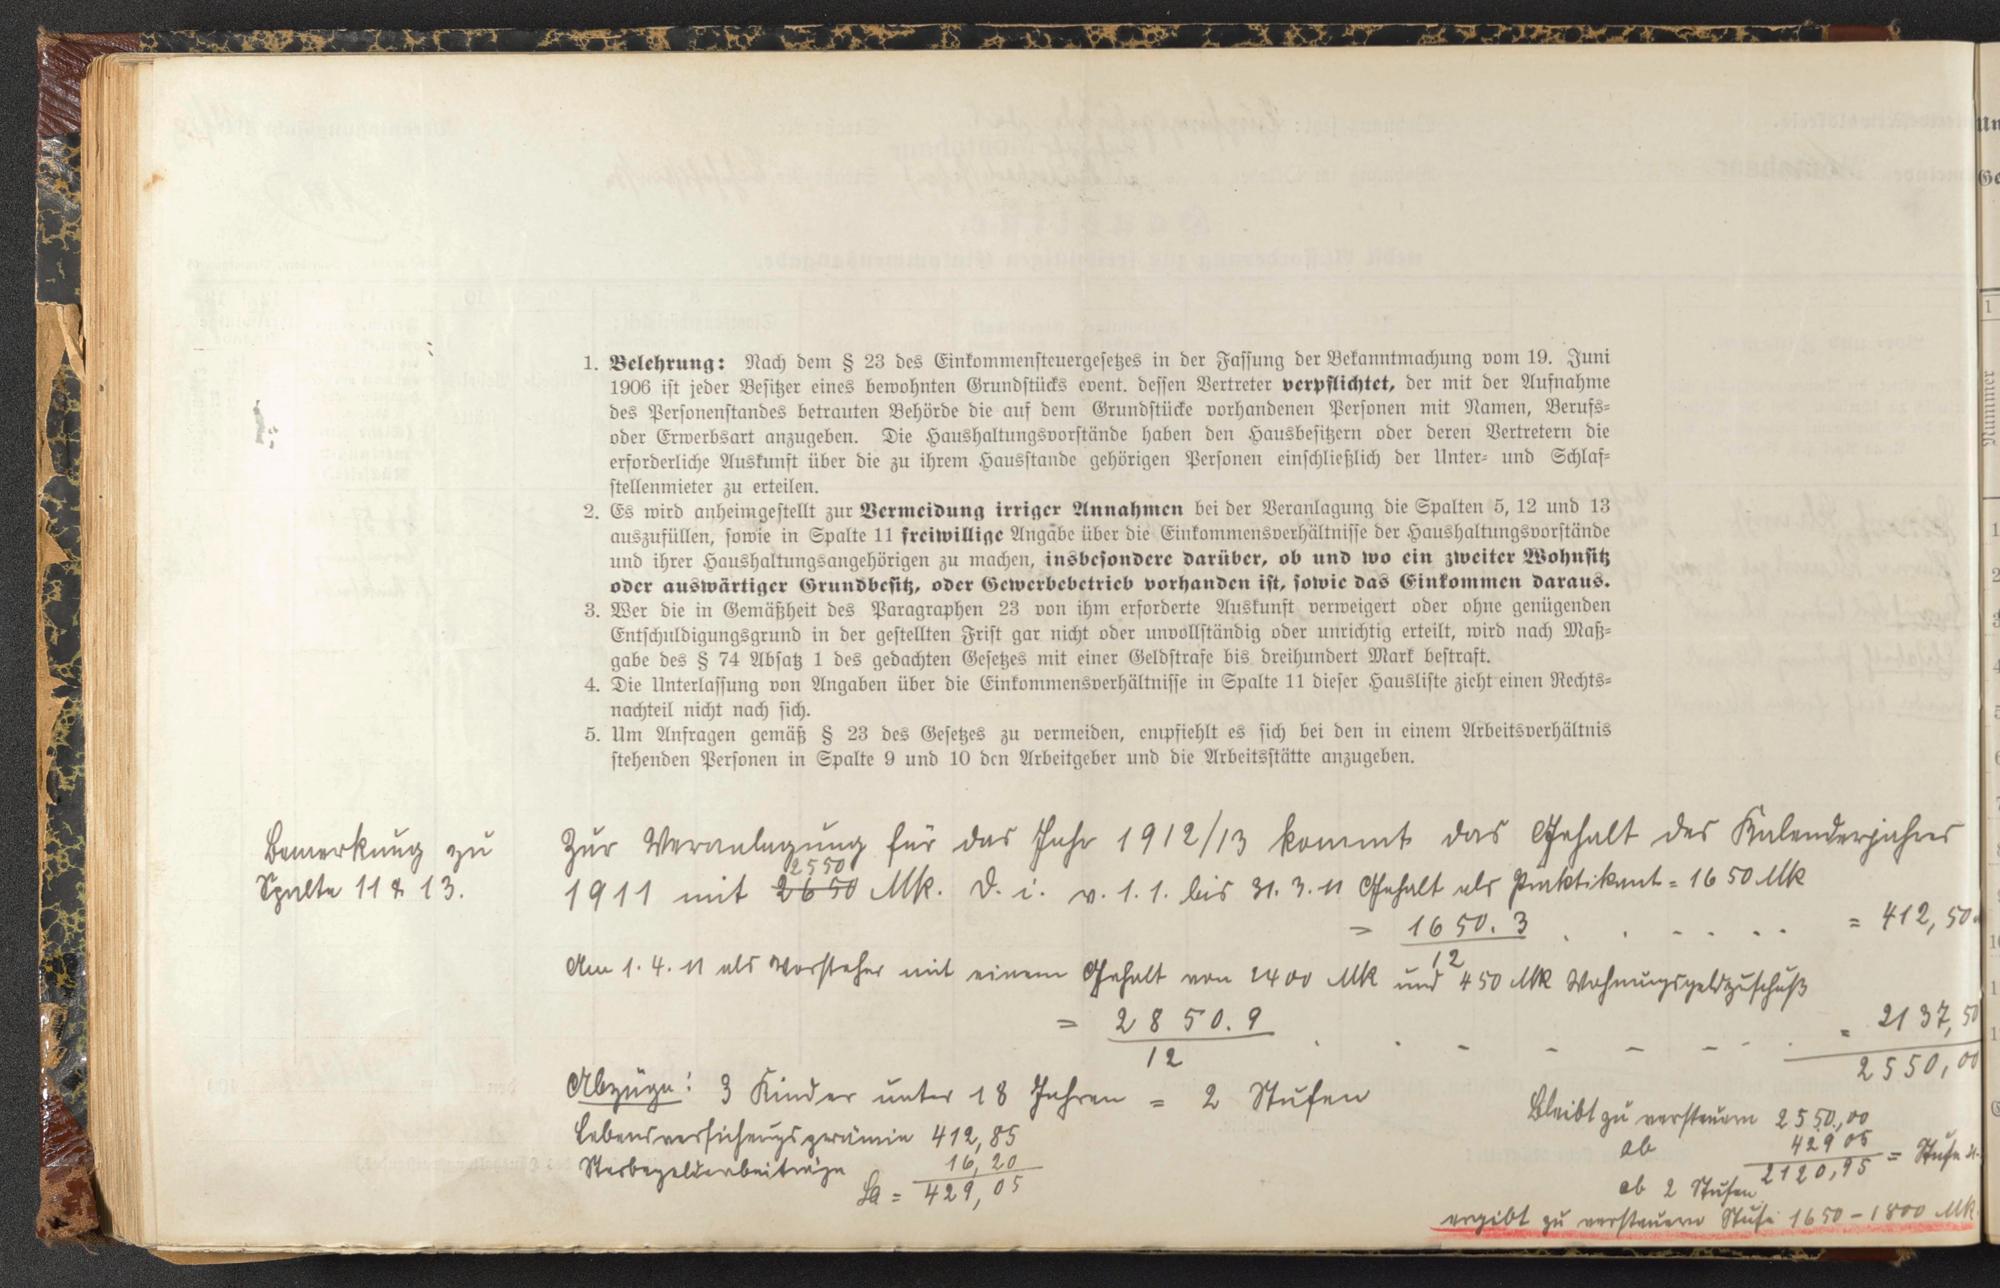 1. Belehrung: Nach dem § 23 des Einkommensteuergesetzes in der Fassung der Bekanntmachung vom 19. Juni
1906 ist jeder Besitzer eines bewohnten Grundstücks event. dessen Vertreter verpflichtet, der mit der Aufnahme
des Personenstandes betrauten Behörde die auf dem Grundstücke vorhandenen Personen mit Namen, Berufs-
oder Erwerbsart anzugeben. Die Haushaltungsvorstände haben den Hausbesitzern oder deren Vertretern die
erforderliche Auskunft über die zu ihrem Hausstande gehörigen Personen einschließlich der Unter- und Schlaf-
stellenmieter zu erteilen.
2. Es wird anheimgestellt zur Vermeidung irriger Annahmen bei der Veranlagung die Spalten 5, 12 und 13
auszufüllen, sowie in Spalte 11 freiwillige Angabe über die Einkommensverhältnisse der Haushaltungsvorstände
und ihrer Haushaltungsangehörigen zu machen, insbesondere darüber, ob und wo ein zweiter Wohnsitz
oder auswärtiger Grundbesitz, oder Gewerbebetrieb vorhanden ist, sowie das Einkommen daraus.
3. Wer die in Gemäßheit des Paragraphen 23 von ihm erforderte Auskunft verweigert oder ohne genügenden
Entschuldigungsgrund in der gestellten Frist gar nicht oder unvollständig oder unrichtig erteilt, wird nach Maß-
gabe des § 74 Absatz 1 des gedachten Gesetzes mit einer Geldstrafe bis dreihundert Mark bestraft.
4. Die Unterlassung von Angaben über die Einkommensverhältnisse in Spalte 11 dieser Hausliste zieht einen Rechts-
nachteil nicht nach sich.
5. Um Anfragen gemäß § 23 des Gesetzes zu vermeiden, empfiehlt es sich bei den in einem Arbeitsverhältnis
stehenden Personen in Spalte 9 und 10 den Arbeitgeber und die Arbeitsstätte anzugeben.
Bemerkung zu
Spalte 11 & 13.
Zur Veranlagung für das Jahr 1912/13 kommt das Gehalt des Kalenderjahres
2550
1911 mit 2650 Mk. d. i. v. 1. 1. bis 31. 3. 11 Gehalt als Praktikant = 1650 Mk
= 1650. 3 . . . . . . = 412,50
12
Am 1. 4. 11 als Vorsteher mit einem Gehalt von 2400 Mk und 450 Mk Wohnungsgeldzuschuß
= 2850. 9 . . - - - - - . . = 2137,50
12
2550,00
Abzüge: 3 Kinder unter 18 Jahren = 2 Stufen
Lebensversicherungsprämie 412,85
Sterbegelderbeiträge 16,20
Sa = 429,05
Bleibt zu versteuern 2550,00
ab 429 05
2120,95 = Stufe
ab 2 Stufen
ergibt zu versteuern Stufe 1650 - 1800 Mk.
Nummer
1